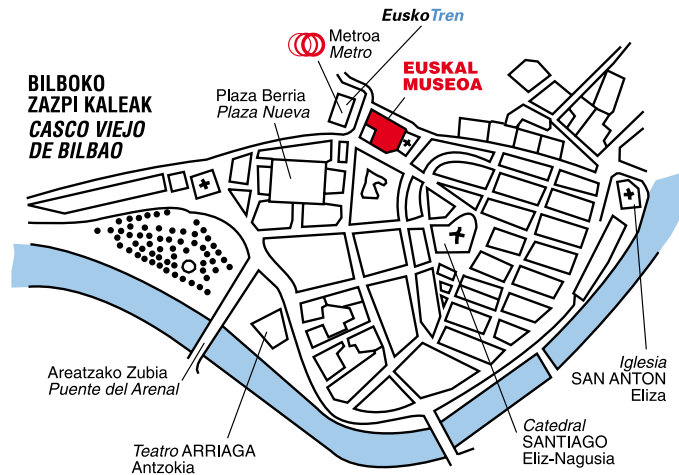 EuskoTren
Metroa
Metro
EUSKAL
MUSEOA
BILBOKO
ZAZPI KALEAK
CASCO VIEJO
DE BILBAO
Plaza Berria
Plaza Nueva
Areatzako Zubia
Puente del Arenal
Teatro ARRIAGA
Antzokia
Catedral
SANTIAGO
Eliz-Nagusia
Iglesia
SAN ANTON
Eliza